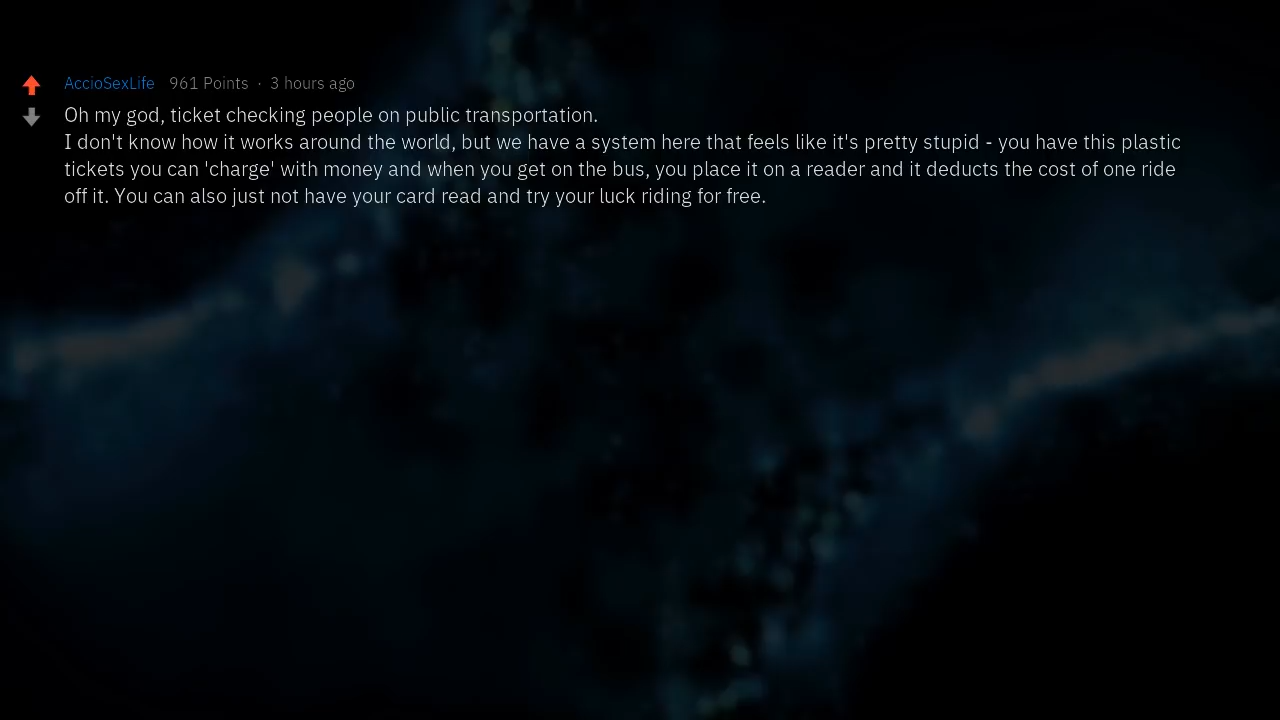 AccioSexLife 961 Points · 3 hours ago
Oh my god, ticket checking people on public transportation.
I don't know how it works around the world, but we have a system here that feels like it's pretty stupid - you have this plastic
tickets you can 'charge' with money and when you get on the bus, you place it on a reader and it deducts the cost of one ride
off it. You can also just not have your card read and try your luck riding for free.